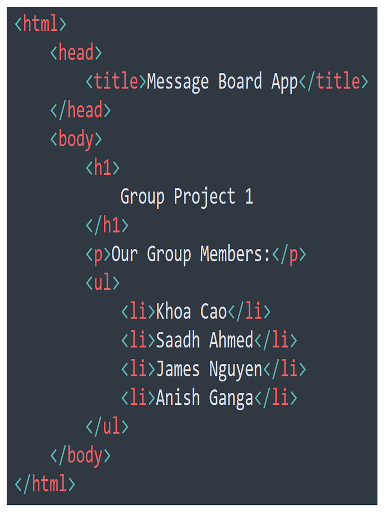 <html>
<head>
<title>Message Board App</title>
</head>
<body>
<h1>
Group Project 1
</h1>
<p>Our Group Members:</p>
<ul>
<li>Khoa Cao</li>
<li>Saadh Ahmed</li>
<li>James Nguyen</li>
<li>Anish Ganga</li>
</ul>
</body>
</html>